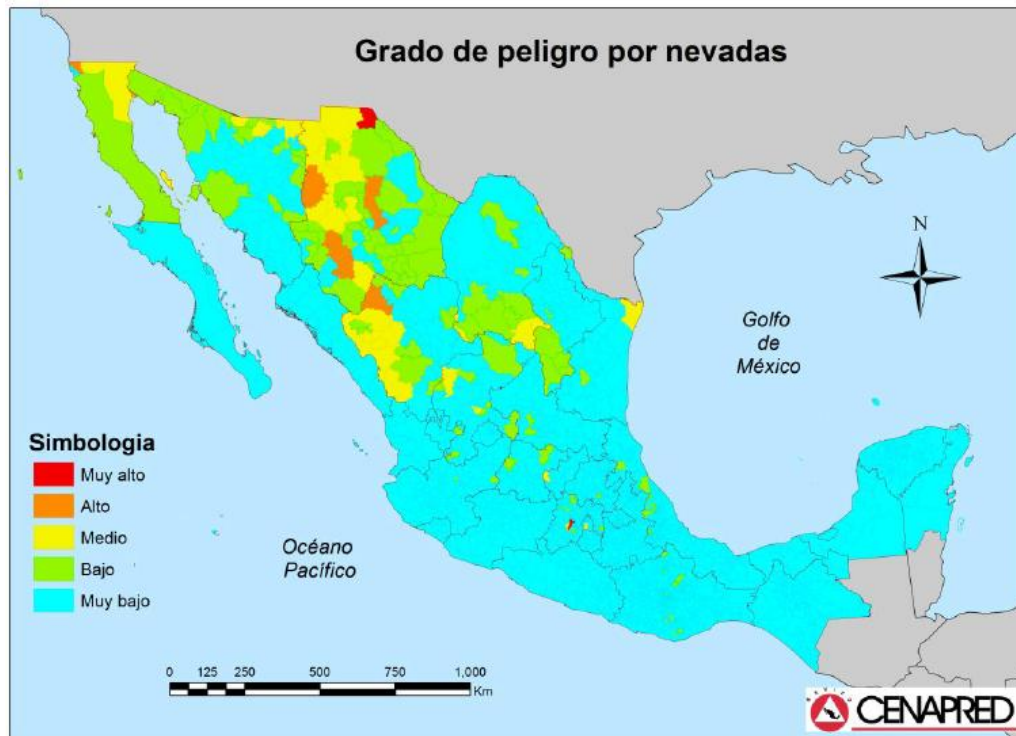 Grado de peligro por nevadas
N
Golfo
de
México
Simbologia
Muy alto
Alto
Medio
Bajo
Muy bajo
Océano
Pacífico
0 125 250 500 750 1,000
Km
MEXICO
CENAPRED